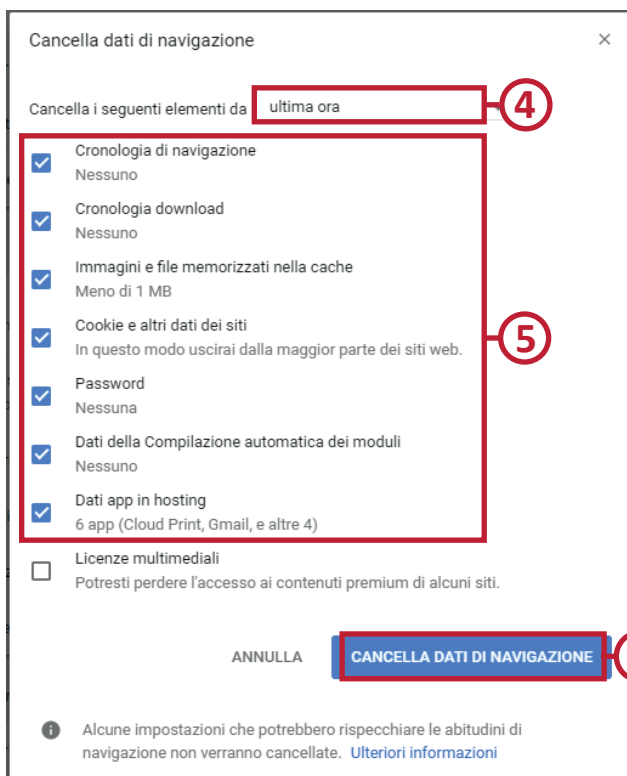 Cancella dati di navigazione
Cancella i seguenti elementi da ultima ora 4
Cronologia di navigazione
Nessuno
Cronologia download
Nessuno
Immagini e file memorizzati nella cache
Meno di 1 MB
Cookie e altri dati dei siti
In questo modo uscirai dalla maggior parte dei siti web.
5
Password
Nessuna
Dati della Compilazione automatica dei moduli
Nessuno
Dati app in hosting
6 app (Cloud Print, Gmail, e altre 4)
Licenze multimediali
Potresti perdere l'accesso ai contenuti premium di alcuni siti.
ANNULLA CANCELLA DATI DI NAVIGAZIONE
Alcune impostazioni che potrebbero rispecchiare le abitudini di
navigazione non verranno cancellate. Ulteriori informazioni